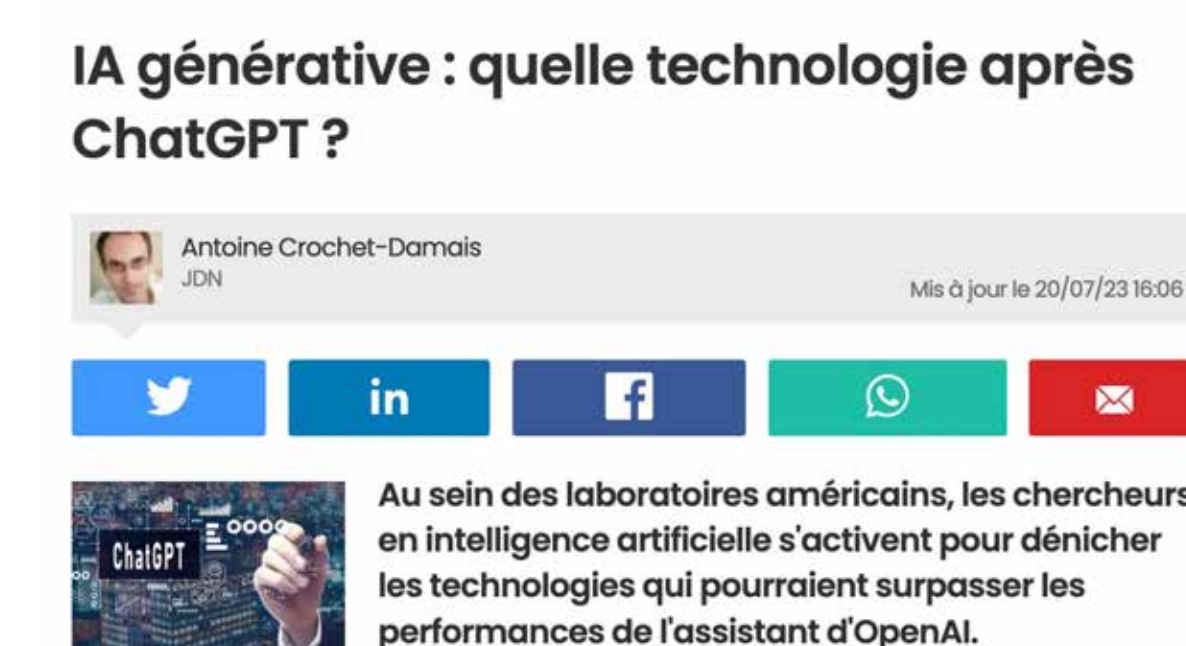 IA générative : quelle technologie après
ChatGPT ?
Antoine Crochet-Damais
JDN
Mis à jour le 20/07/23 16:06
in
ChatGPT
Au sein des laboratoires américains, les chercheurs
en intelligence artificielle s'activent pour dénicher
les technologies qui pourraient surpasser les
performances de l'assistant d'OpenAI.